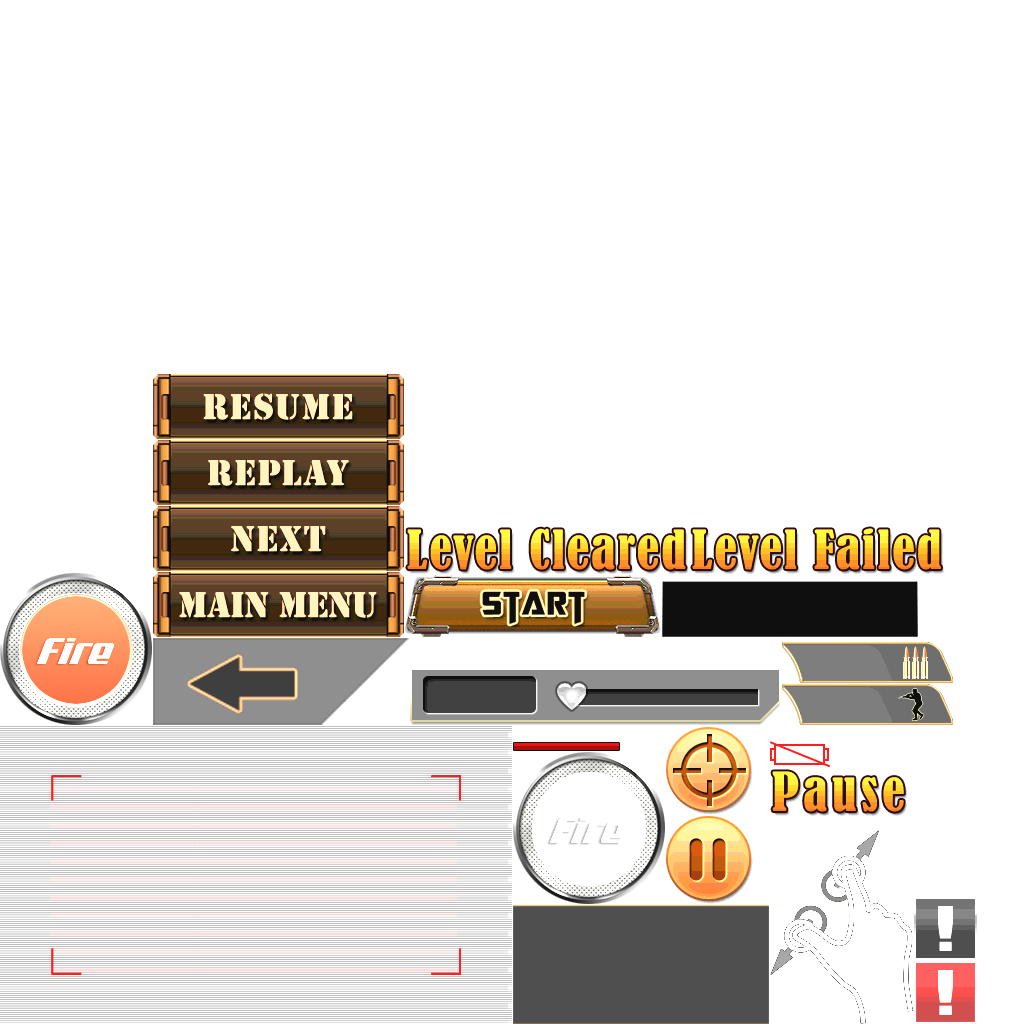 RESUME
REPLAY
NEXT
Level Cleared
Level Failed
MAIN MENU
START
Fire
Fire
Pause
!
!